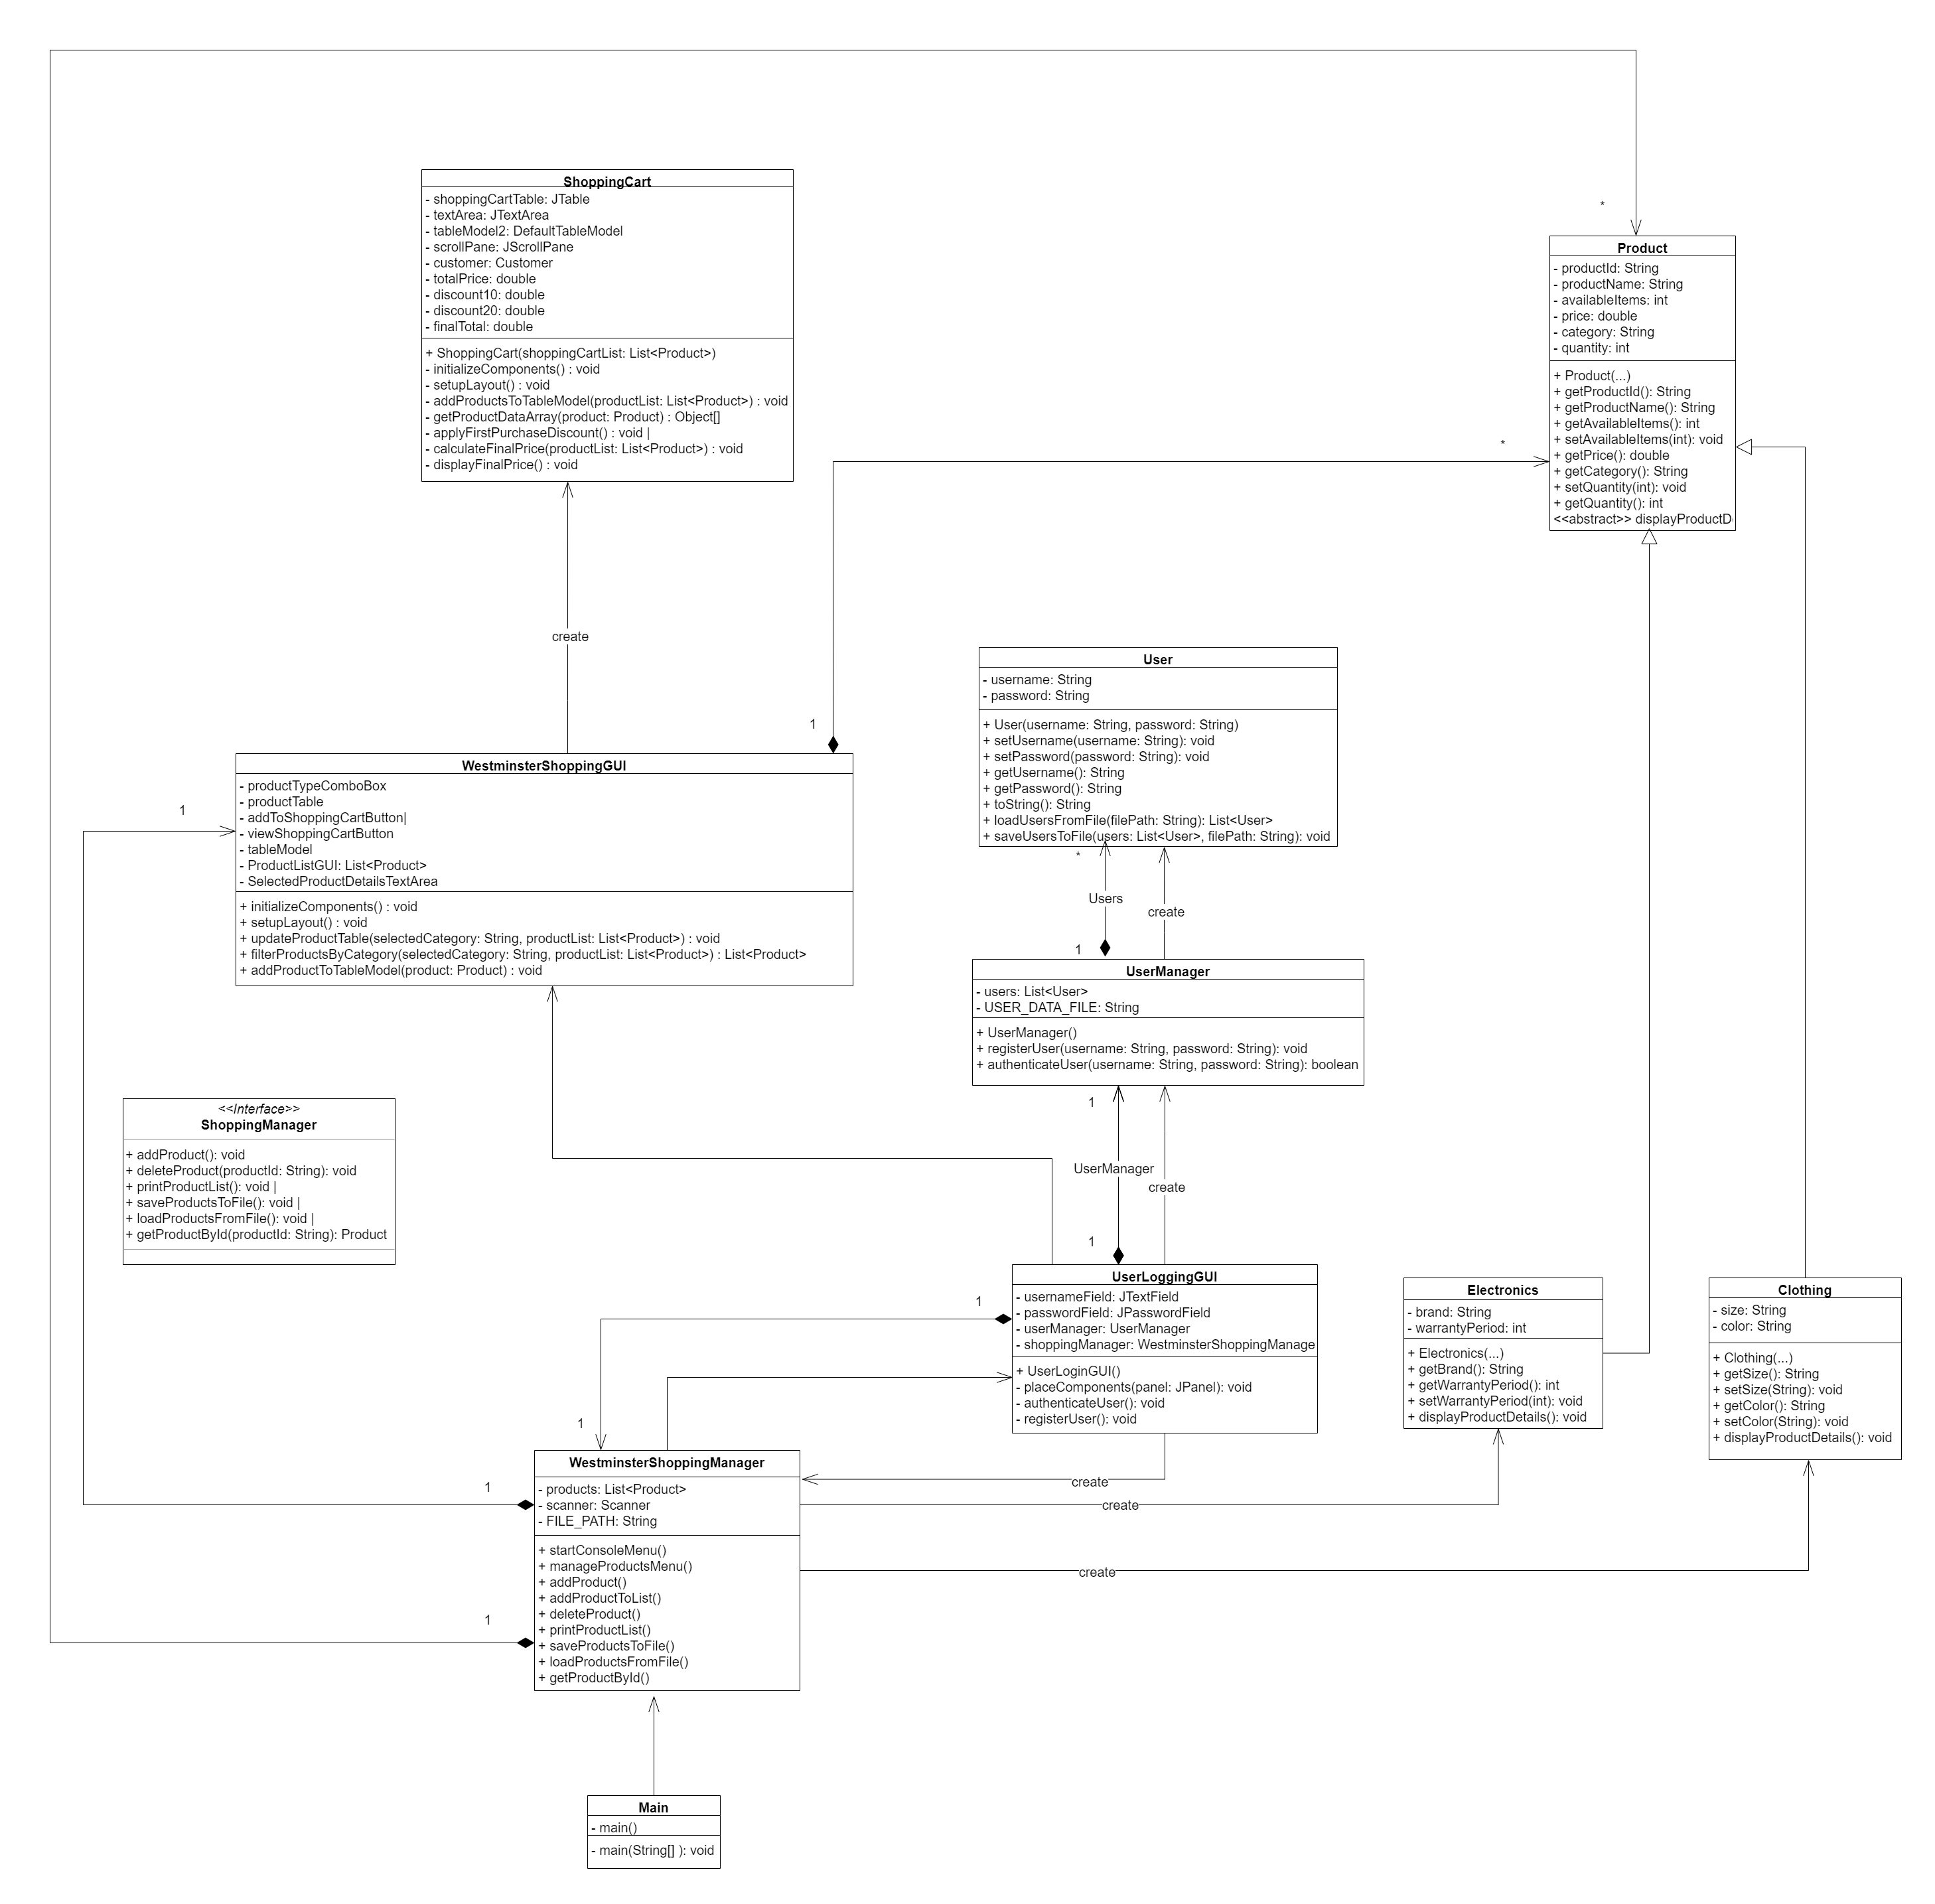 *
ShoppingCart
- shoppingCartTable: JTable
- textArea: JTextArea
- tableModel2: DefaultTableModel
- scrollPane: JScrollPane
- customer: Customer
- totalPrice: double
- discount10: double
- discount20: double
- finalTotal: double
+ ShoppingCart(shoppingCartList: List<Product>)
- initializeComponents() : void
- setupLayout() : void
- addProductsToTableModel(productList: List<Product>) : void
- getProductDataArray(product: Product) : Object[]
- applyFirstPurchaseDiscount() : void |
- calculateFinalPrice(productList: List<Product>) : void
- displayFinalPrice() : void
Product
- productId: String
- productName: String
- availableItems: int
- price: double
- category: String
- quantity: int
+ Product(...)
+ getProductId(): String
+ getProductName(): String
+ getAvailableItems(): int
+ setAvailableItems(int): void
+ getPrice(): double
+ getCategory(): String
+ setQuantity(int): void
+ getQuantity(): int
<<abstract>> displayProductD
*
create
User
- username: String
- password: String
+ User(username: String, password: String)
+ setUsername(username: String): void
+ setPassword(password: String): void
+ getUsername(): String
+ getPassword(): String
+ toString(): String
+ loadUsersFromFile(filePath: String): List<User>
+ saveUsersToFile(users: List<User>, filePath: String): void
1
WestminsterShoppingGUI
- productTypeComboBox
- productTable
- addToShoppingCartButton|
- viewShoppingCartButton
- tableModel
- ProductListGUI: List<Product>
- SelectedProductDetailsTextArea
+ initializeComponents() : void
+ setupLayout() : void
+ updateProductTable(selectedCategory: String, productList: List<Product>) : void
+ filterProductsByCategory(selectedCategory: String, productList: List<Product>) : List<Product>
+ addProductToTableModel(product: Product) : void
1
*
Users
create
1
UserManager
- users: List<User>
- USER_DATA_FILE: String
+ UserManager()
+ registerUser(username: String, password: String): void
+ authenticateUser(username: String, password: String): boolean
1
UserManager
create
1
<<Interface>>
ShoppingManager
+ addProduct(): void
+ deleteProduct(productId: String): void
+ printProductList(): void |
+ saveProductsToFile(): void |
+ loadProductsFromFile(): void |
+ getProductById(productId: String): Product
UserLoggingGUI
- usernameField: JTextField
- passwordField: JPasswordField
- userManager: UserManager
- shoppingManager: WestminsterShoppingManage
+ UserLoginGUI()
- placeComponents(panel: JPanel): void
- authenticateUser(): void
- registerUser(): void
1
Electronics
- brand: String
- warrantyPeriod: int
+ Electronics(...)
+ getBrand(): String
+ getWarrantyPeriod(): int
+ setWarrantyPeriod(int): void
+ displayProductDetails(): void
Clothing
- size: String
- color: String
+ Clothing(...)
+ getSize(): String
+ setSize(String): void
+ getColor(): String
+ setColor(String): void
+ displayProductDetails(): void
1
WestminsterShoppingManager
- products: List<Product>
- scanner: Scanner
- FILE_PATH: String
+ startConsoleMenu()
+ manageProductsMenu()
+ addProduct()
+ addProductToList()
+ deleteProduct()
+ printProductList()
+ saveProductsToFile()
+ loadProductsFromFile()
+ getProductById()
1
1
create
create
create
Main
- main()
- main(String[] ): void